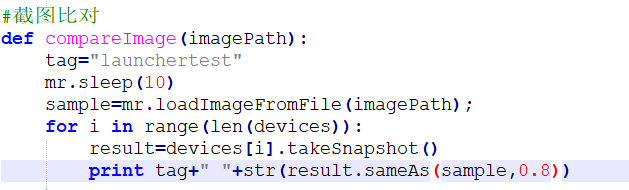 #截图比对
def compareImage(imagePath):
    tag="launchertest"
    mr.sleep(10)
    sample=mr.loadImageFromFile(imagePath);
    for i in range(len(devices)):
        result=devices[i].takeSnapshot()
        print tag+" "+str(result.sameAs(sample,0.8))